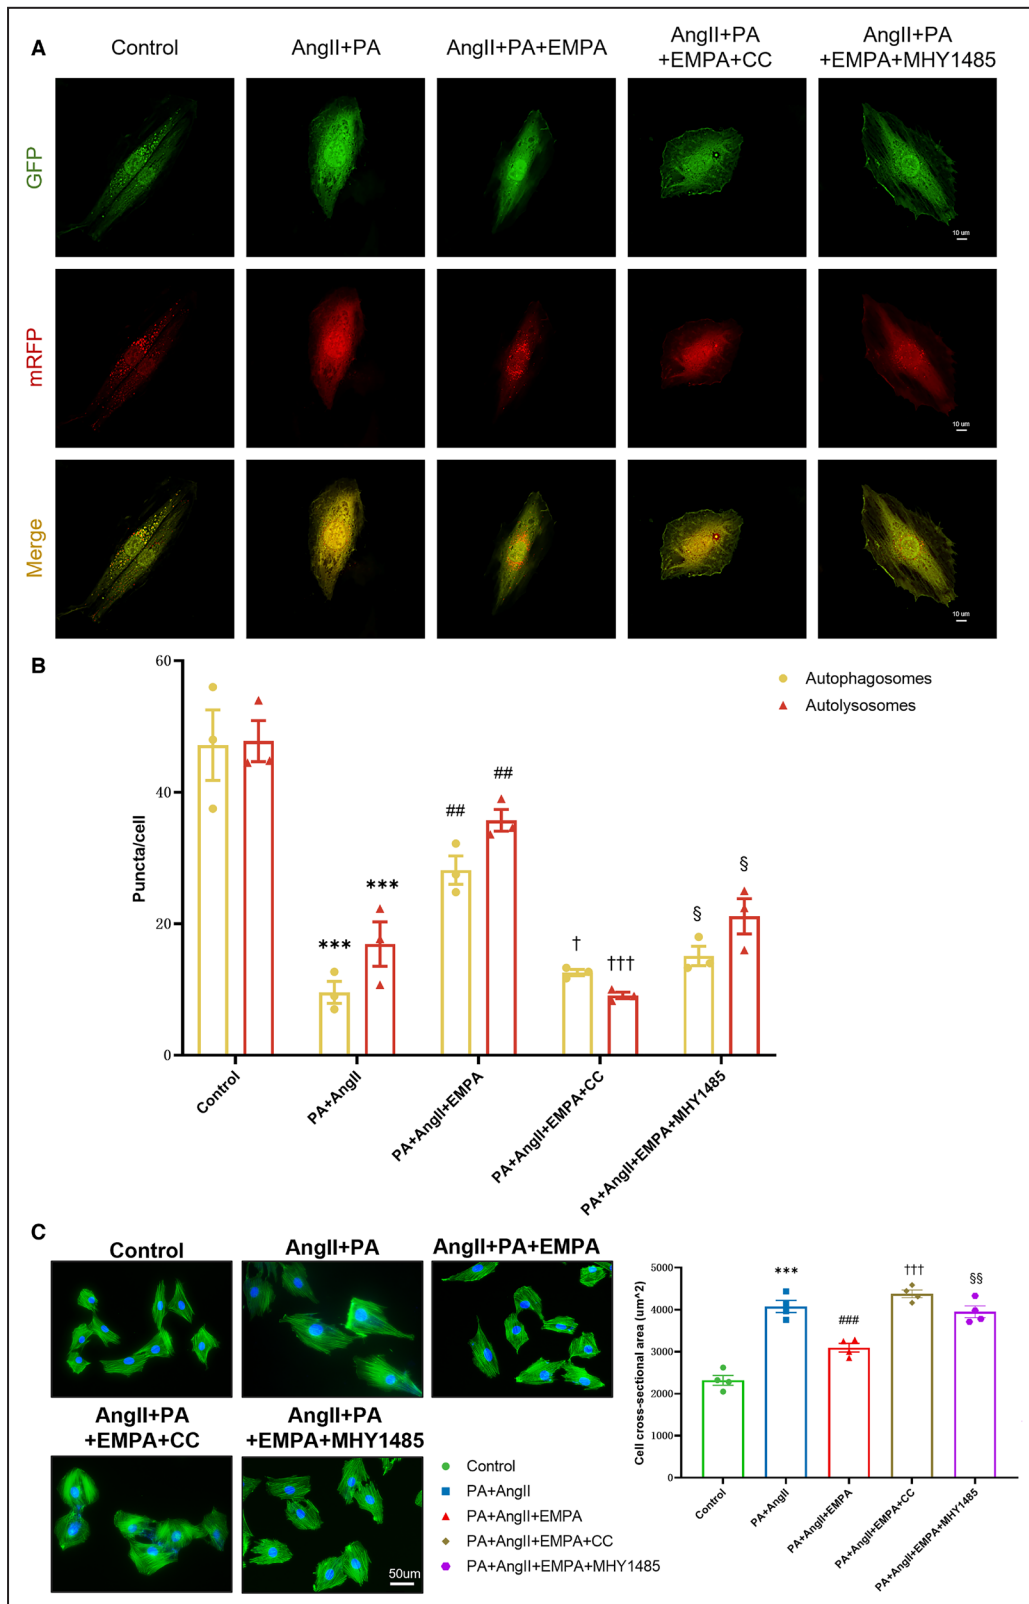 A
Control
AngII+PA
AngII+PA+EMPA
AngII+PA
+EMPA+CC
AngII+PA
+EMPA+MHY1485
GFP
10 um
mRFP
10 um
Merge
10 um
B
Puncta/cell
60
40
20
0
***
***
##
##
†
†††
§
§
Autophagosomes
Autolysosomes
Control
PA+AngII
PA+AngII+EMPA
PA+AngII+EMPA+CC
PA+AngII+EMPA+MHY1485
C
Control
AngII+PA
AngII+PA+EMPA
AngII+PA
+EMPA+CC
AngII+PA
+EMPA+MHY1485
50um
Control
PA+AngII
PA+AngII+EMPA
PA+AngII+EMPA+CC
PA+AngII+EMPA+MHY1485
Cell cross-sectional area (um^2)
5000
4000
3000
2000
1000
0
***
###
†††
§§
Control
PA+AngII
PA+AngII+EMPA
PA+AngII+EMPA+CC
PA+AngII+EMPA+MHY1485